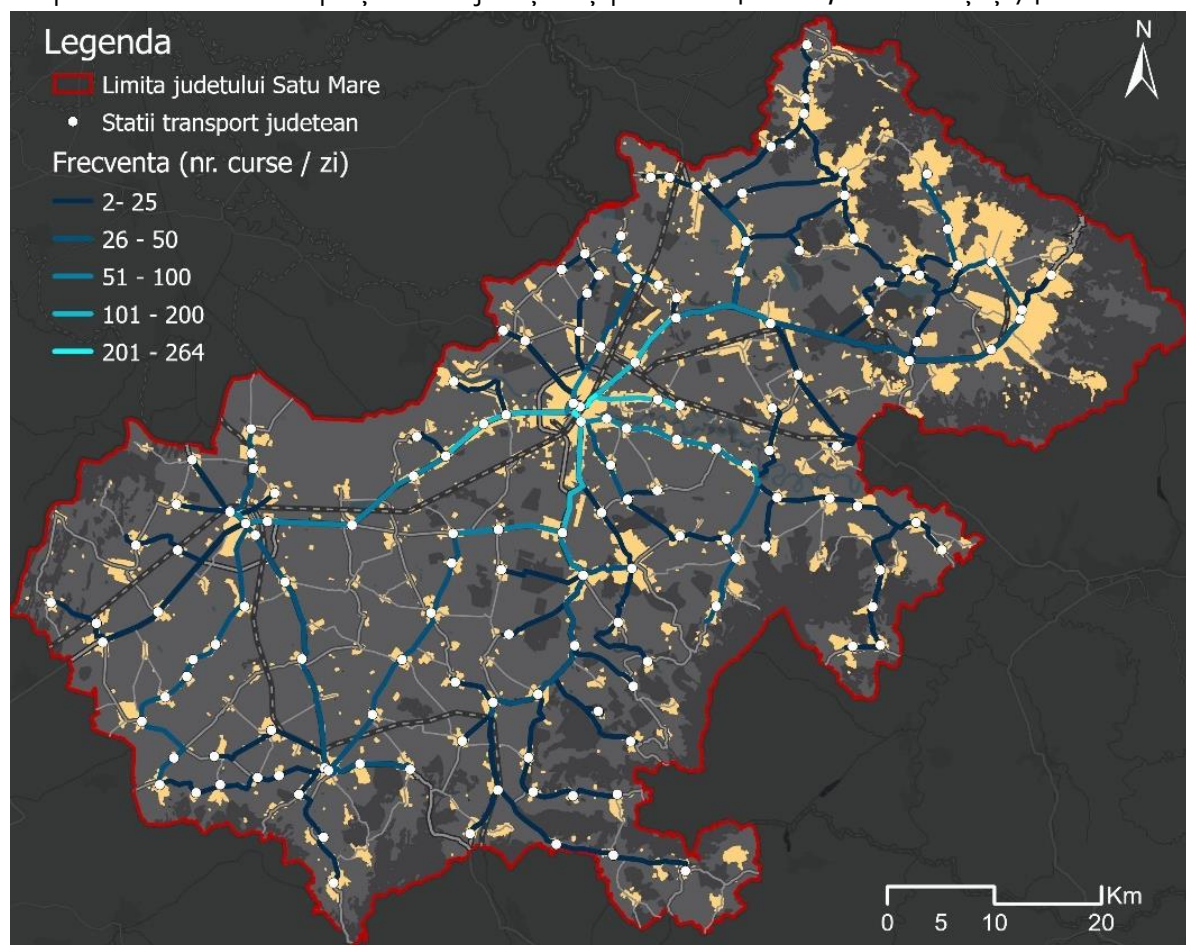 Legenda
Limita judetului Satu Mare
Statii transport judetean
Frecventa (nr. curse / zi)
2- 25
26 - 50
51 - 100
101 - 200
201 - 264
N
Km
0 5 10 20